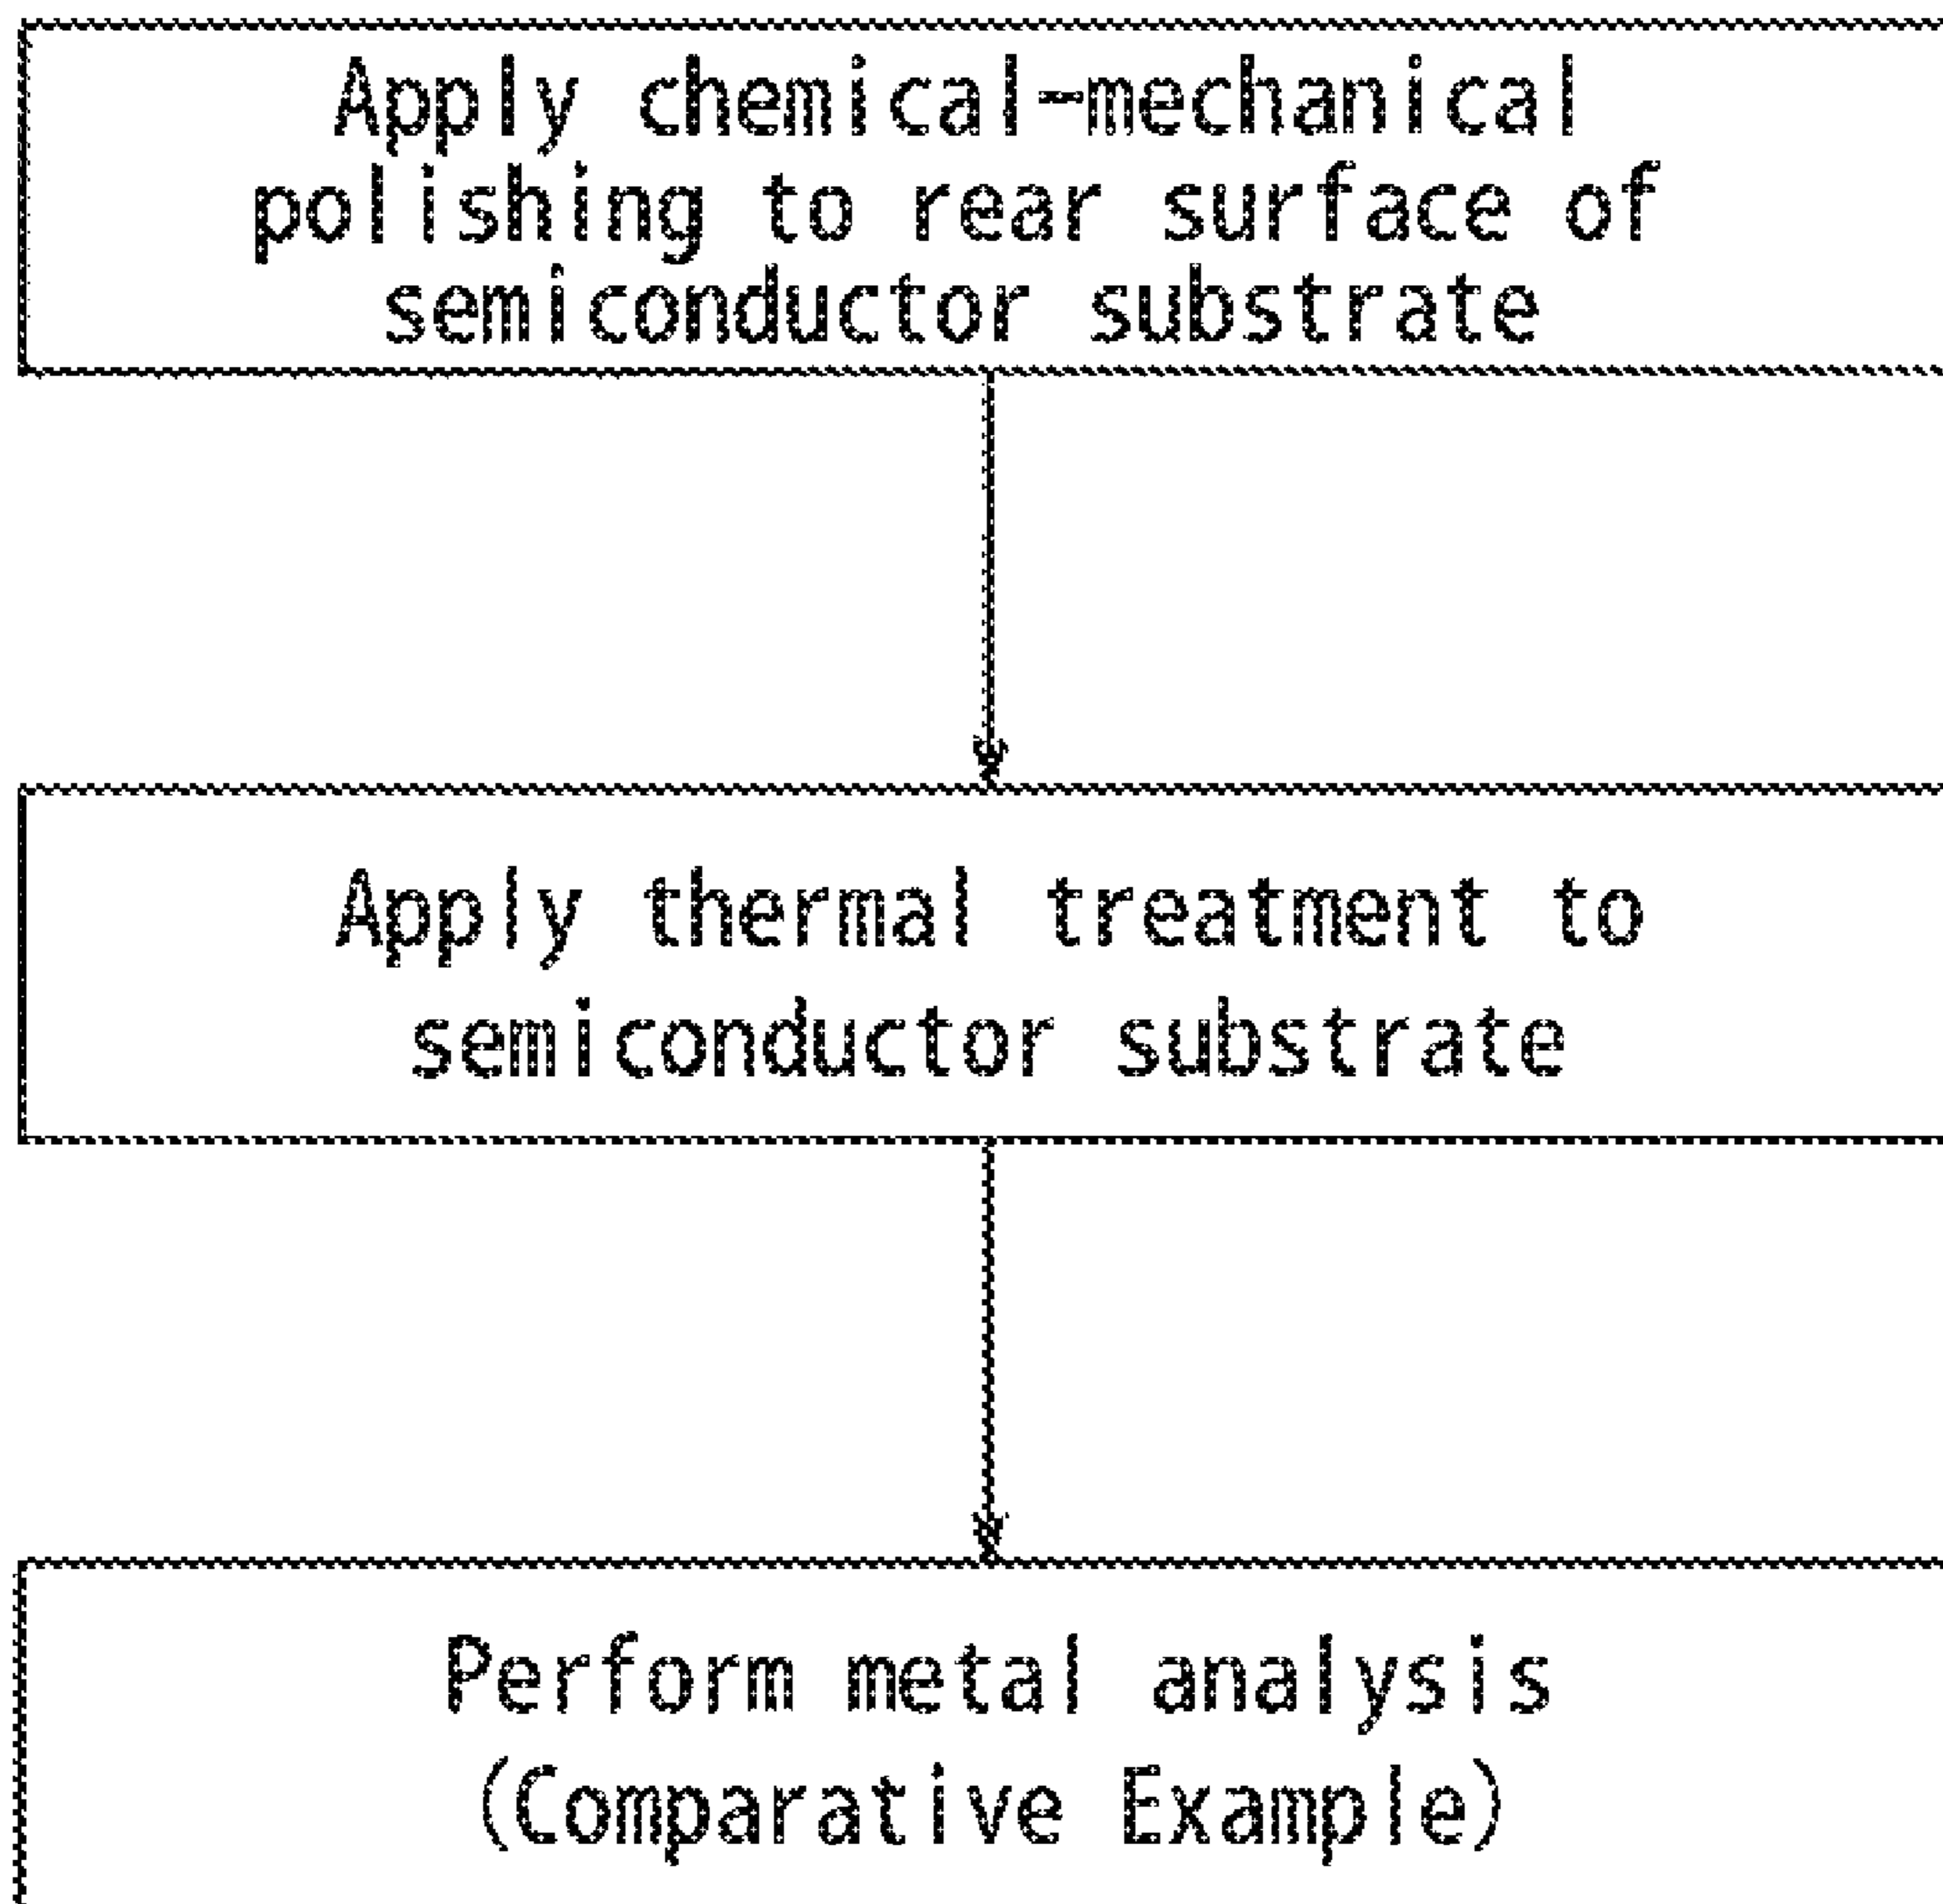 Apply chemical-mechanical
polishing to rear surface of
semiconductor substrate
Apply thermal treatment to
semiconductor substrate
Perform metal analysis
(Comparative Example)